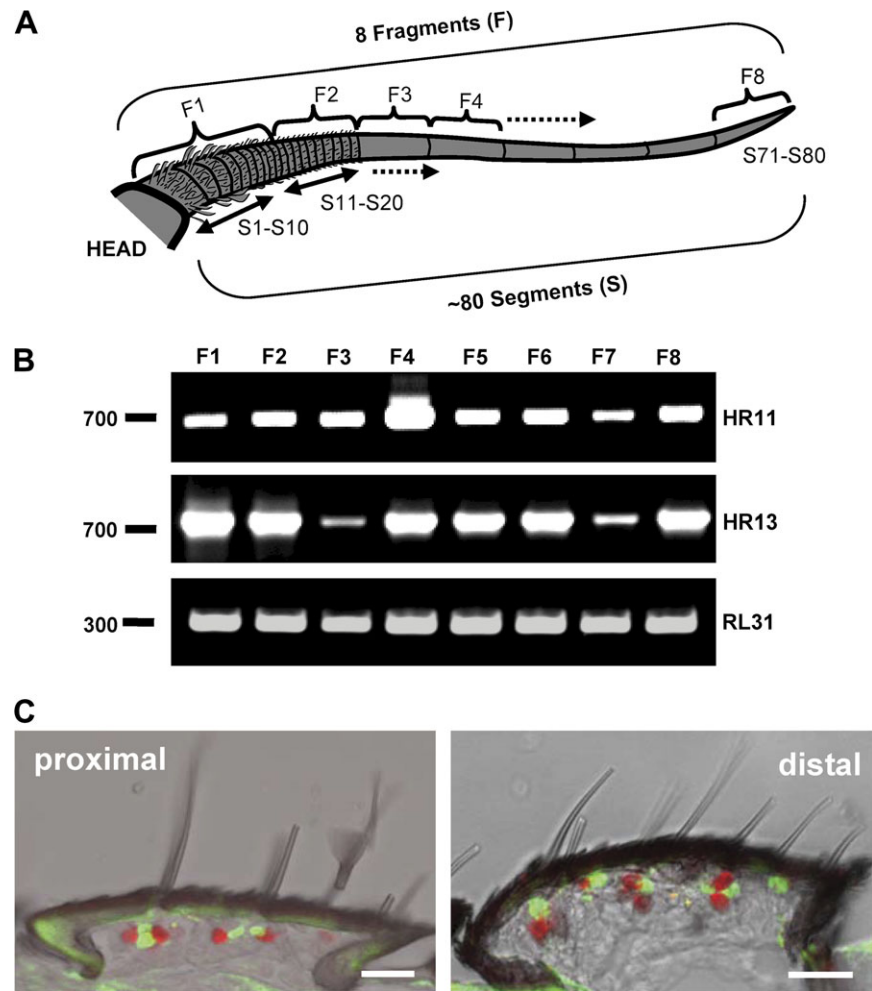 A
8 Fragments (F)
F1
F2
F3
F4
F8
S71-S80
S11-S20
S1-S10
HEAD
~80 Segments (S)
B
F1 F2 F3 F4 F5 F6 F7 F8
700
HR11
700
HR13
300
RL31
C
proximal
distal